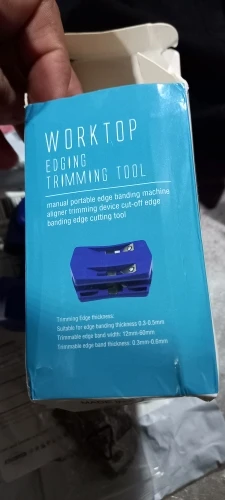 WORKTOP
EDGING
TRIMMING TOOL
manual portable edge banding machine
aligner trimming device cut-off edge
banding edge cutting tool
Trimming Edge thickness:
Suitable for edge banding thickness 0.3-0.5mm
Trimmable edge band width: 12mm-60mm
Trimmable edge band thickness: 0.3mm-0.6mm